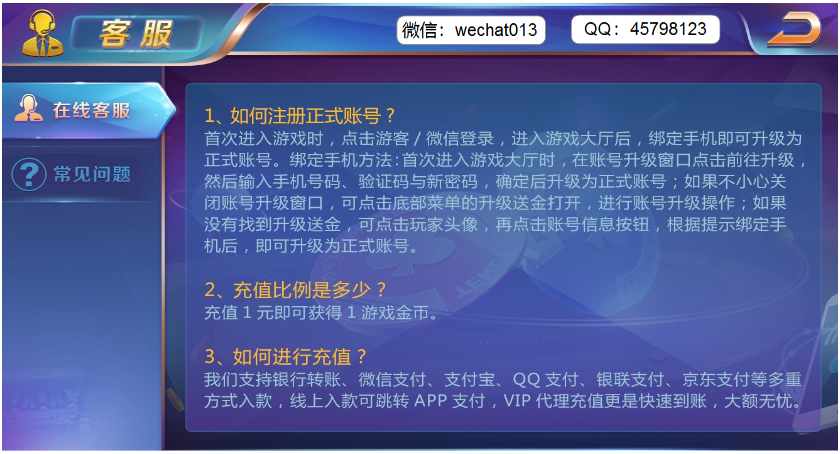 客服
微信：wechat013
QQ：45798123
在线客服
常见问题
1、如何注册正式账号？
首次进入游戏时，点击游客 / 微信登录，进入游戏大厅后，绑定手机即可升级为
正式账号。绑定手机方法:首次进入游戏大厅时，在账号升级窗口点击前往升级，
然后输入手机号码、验证码与新密码，确定后升级为正式账号；如果不小心关
闭账号升级窗口，可点击底部菜单的升级送金打开，进行账号升级操作；如果
没有找到升级送金，可点击玩家头像，再点击账号信息按钮，根据提示绑定手
机后，即可升级为正式账号。
2、充值比例是多少？
充值 1 元即可获得 1 游戏金币。
3、如何进行充值？
我们支持银行转账、微信支付、支付宝、QQ 支付、银联支付、京东支付等多重
方式入款，线上入款可跳转 APP 支付，VIP 代理充值更是快速到账，大额无忧。